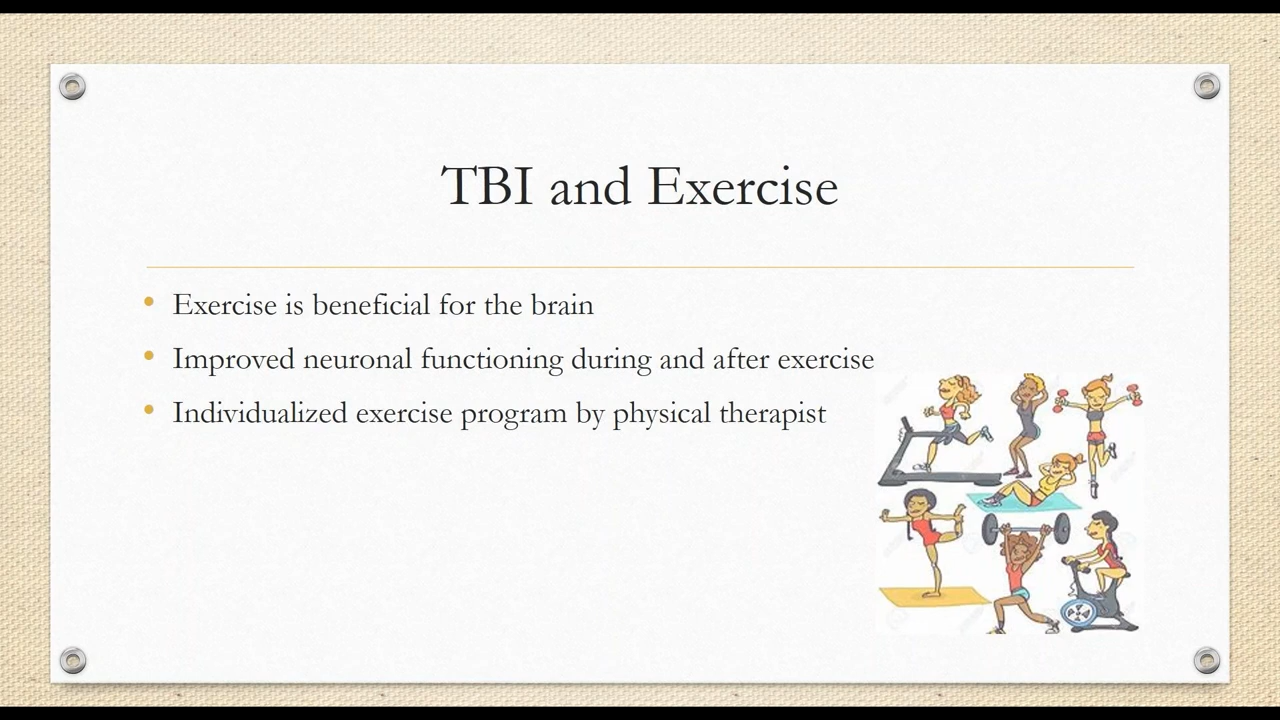 TBI and Exercise
Exercise is beneficial for the brain
Improved neuronal functioning during and after exercise
Individualized exercise program by physical therapist